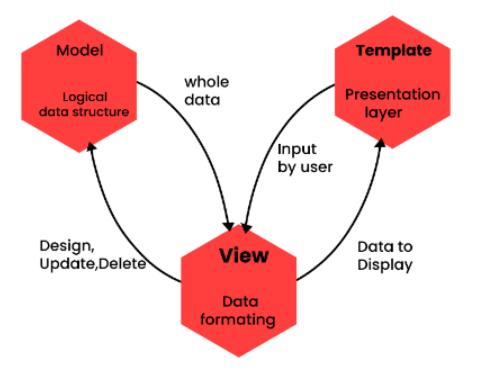 Model
Logical
data structure
whole
data
Template
Presentation
layer
Input
by user
Design,
Update,Delete
View
Data
formating
Data to
Display